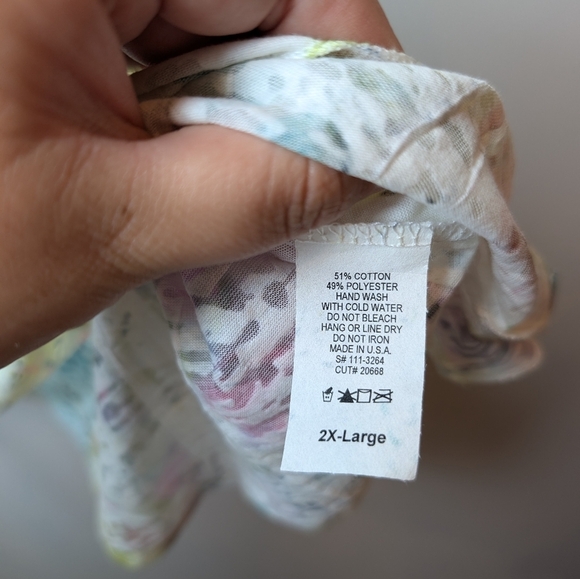 51% COTTON
49% POLYESTER
HAND WASH
WITH COLD WATER
DO NOT BLEACH
HANG OR LINE DRY
DO NOT IRON
MADE IN U.S.A.
S# 111-3264
CUT# 20668
2X-Large